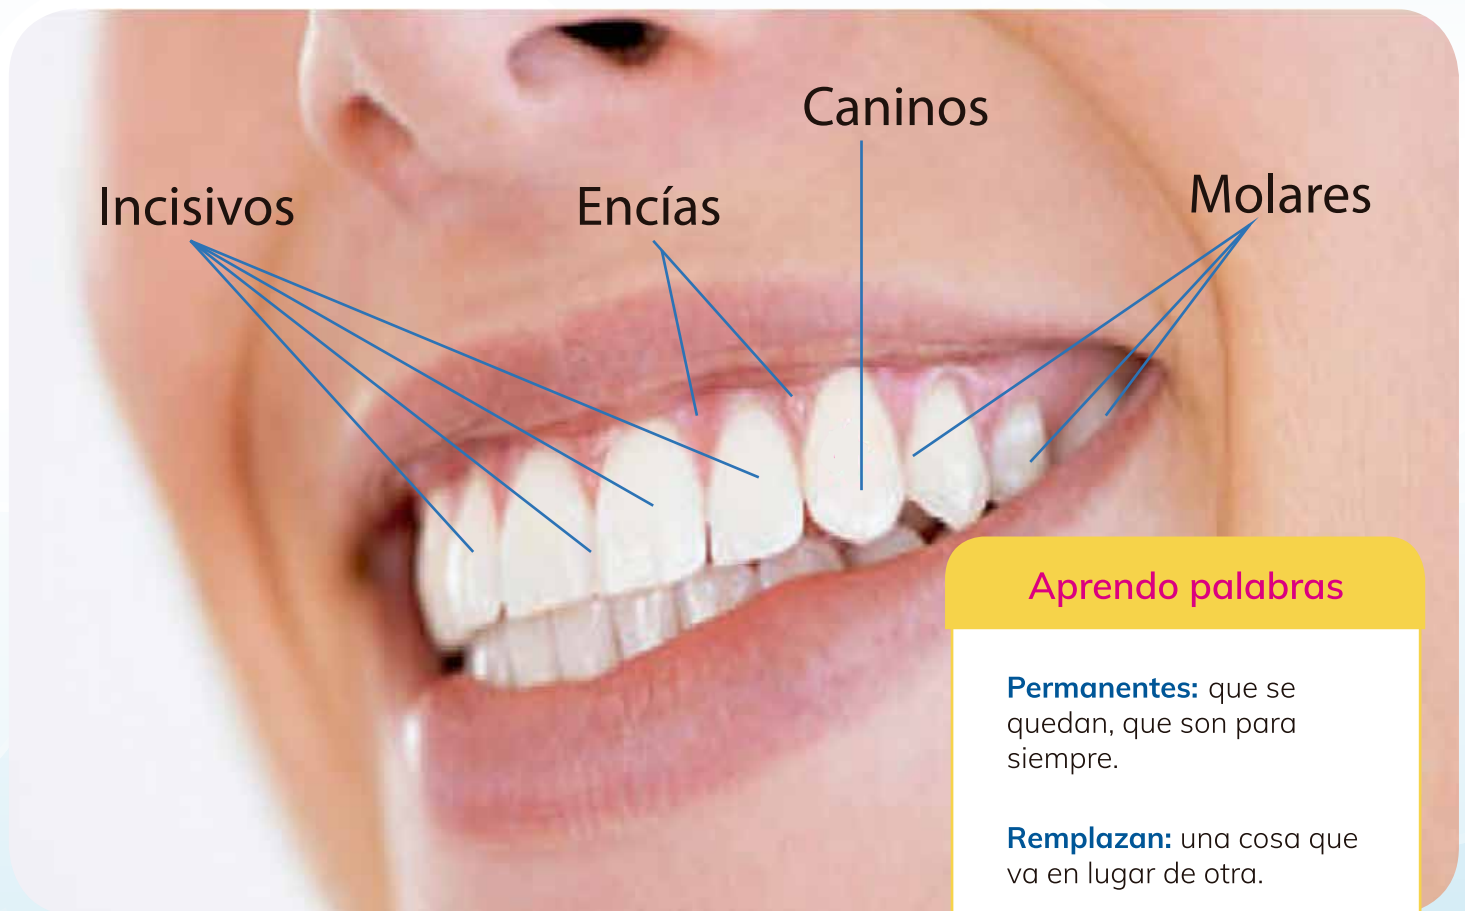 Caninos
Incisivos
Encías
Molares
Aprendo palabras
Permanentes: que se
quedan, que son para
siempre.
Remplazan: una cosa que
va en lugar de otra.